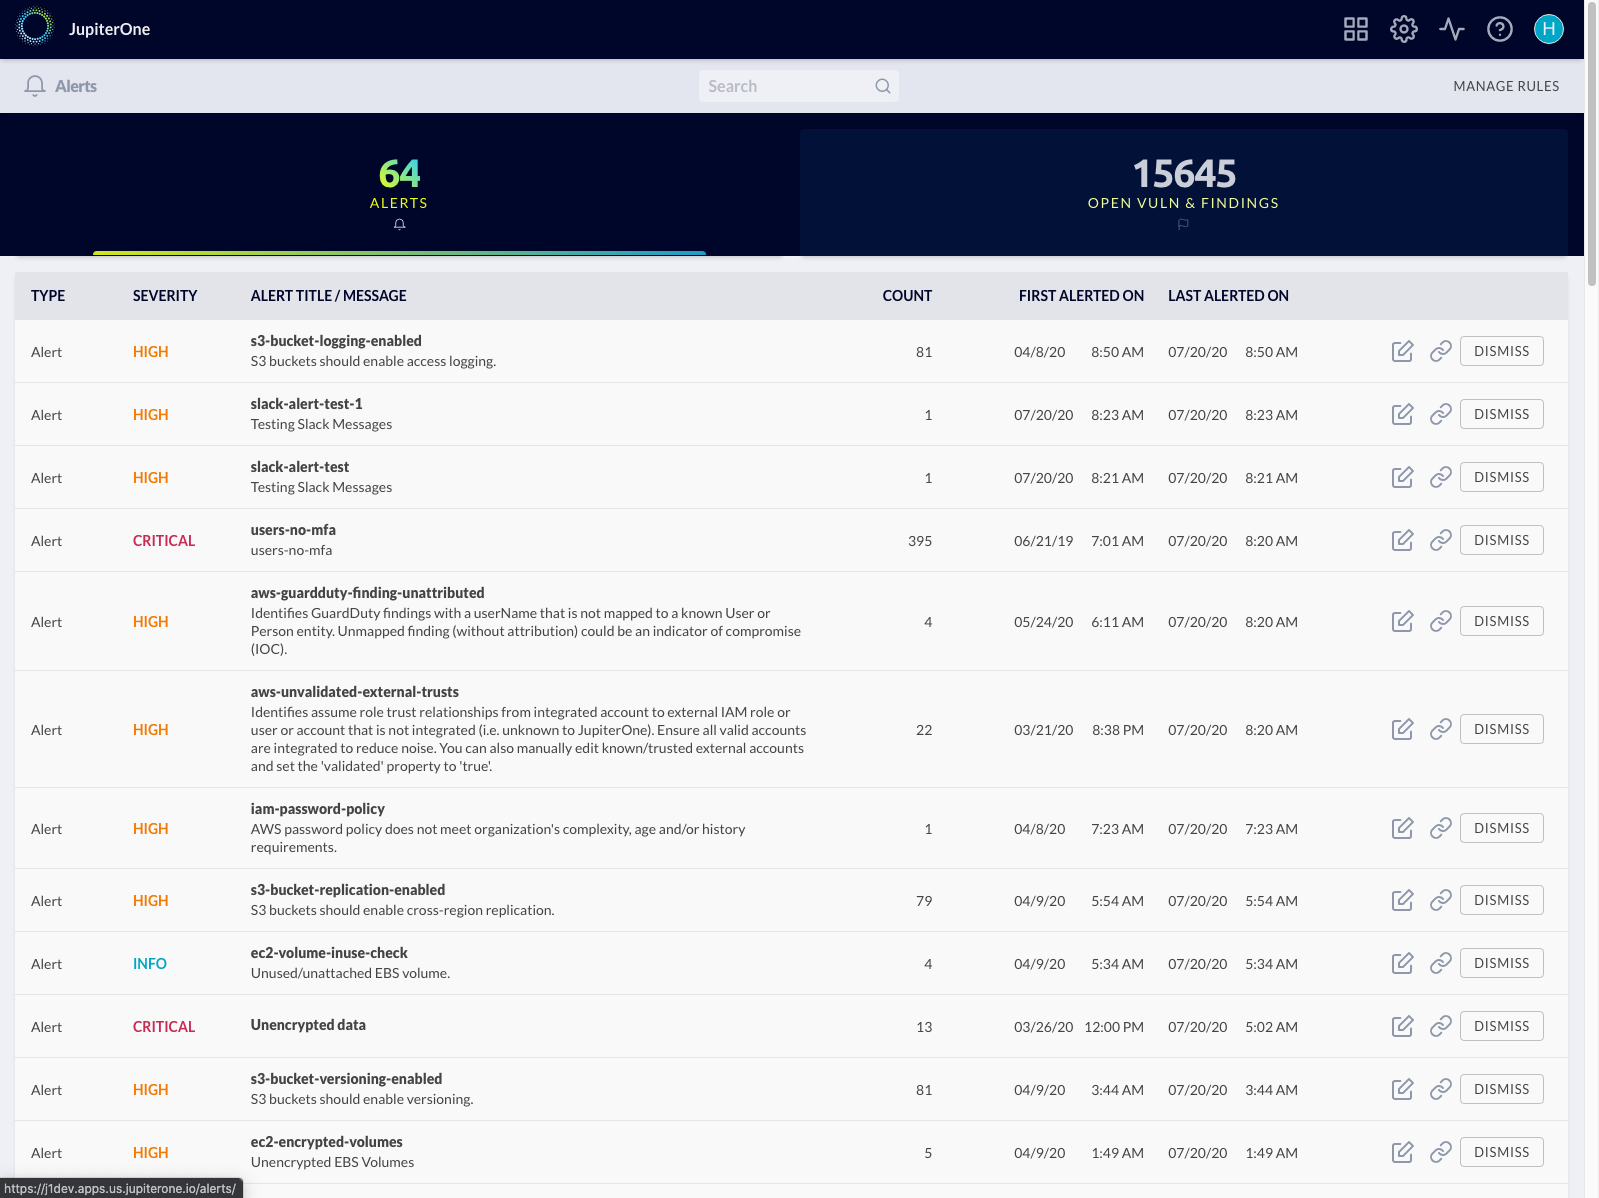 JupiterOne
H
Alerts
Search
MANAGE RULES
64
ALERTS
15645
OPEN VULN & FINDINGS
TYPE SEVERITY ALERT TITLE / MESSAGE COUNT FIRST ALERTED ON LAST ALERTED ON
s3-bucket-logging-enabled
Alert HIGH S3 buckets should enable access logging. 81 04/8/20 8:50 AM 07/20/20 8:50 AM DISMISS
slack-alert-test-1
Alert HIGH Testing Slack Messages 1 07/20/20 8:23 AM 07/20/20 8:23 AM DISMISS
slack-alert-test
Alert HIGH Testing Slack Messages 1 07/20/20 8:21 AM 07/20/20 8:21 AM DISMISS
users-no-mfa
Alert CRITICAL users-no-mfa 395 06/21/19 7:01 AM 07/20/20 8:20 AM DISMISS
aws-guardduty-finding-unattributed
Identifies GuardDuty findings with a userName that is not mapped to a known User or
Alert HIGH Person entity. Unmapped finding (without attribution) could be an indicator of compromise 4 05/24/20 6:11 AM 07/20/20 8:20 AM DISMISS
(IOC).
aws-unvalidated-external-trusts
Identifies assume role trust relationships from integrated account to external IAM role or
Alert HIGH user or account that is not integrated (i.e. unknown to JupiterOne). Ensure all valid accounts 22 03/21/20 8:38 PM 07/20/20 8:20 AM DISMISS
are integrated to reduce noise. You can also manually edit known/trusted external accounts
and set the 'validated' property to 'true'.
iam-password-policy
Alert HIGH AWS password policy does not meet organization's complexity, age and/or history 1 04/8/20 7:23 AM 07/20/20 7:23 AM DISMISS
requirements.
s3-bucket-replication-enabled
Alert HIGH S3 buckets should enable cross-region replication. 79 04/9/20 5:54 AM 07/20/20 5:54 AM DISMISS
ec2-volume-inuse-check
Alert INFO Unused/unattached EBS volume. 4 04/9/20 5:34 AM 07/20/20 5:34 AM DISMISS
Alert CRITICAL Unencrypted data 13 03/26/20 12:00 PM 07/20/20 5:02 AM DISMISS
s3-bucket-versioning-enabled
Alert HIGH S3 buckets should enable versioning. 81 04/9/20 3:44 AM 07/20/20 3:44 AM DISMISS
ec2-encrypted-volumes
Alert HIGH Unencrypted EBS Volumes 5 04/9/20 1:49 AM 07/20/20 1:49 AM DISMISS
https://j1dev.apps.us.jupiterone.io/alerts/